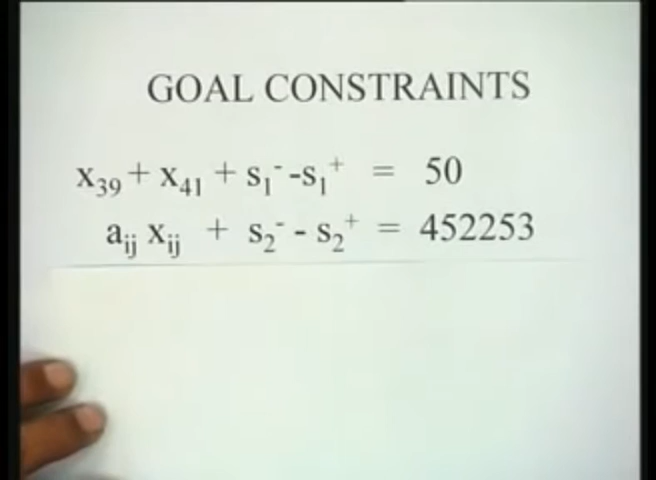 GOAL CONSTRAINTS
x₃₉ + x₄₁ + s₁⁻ -s₁⁺ = 50
aᵢⱼ xᵢⱼ + s₂⁻ - s₂⁺ = 452253